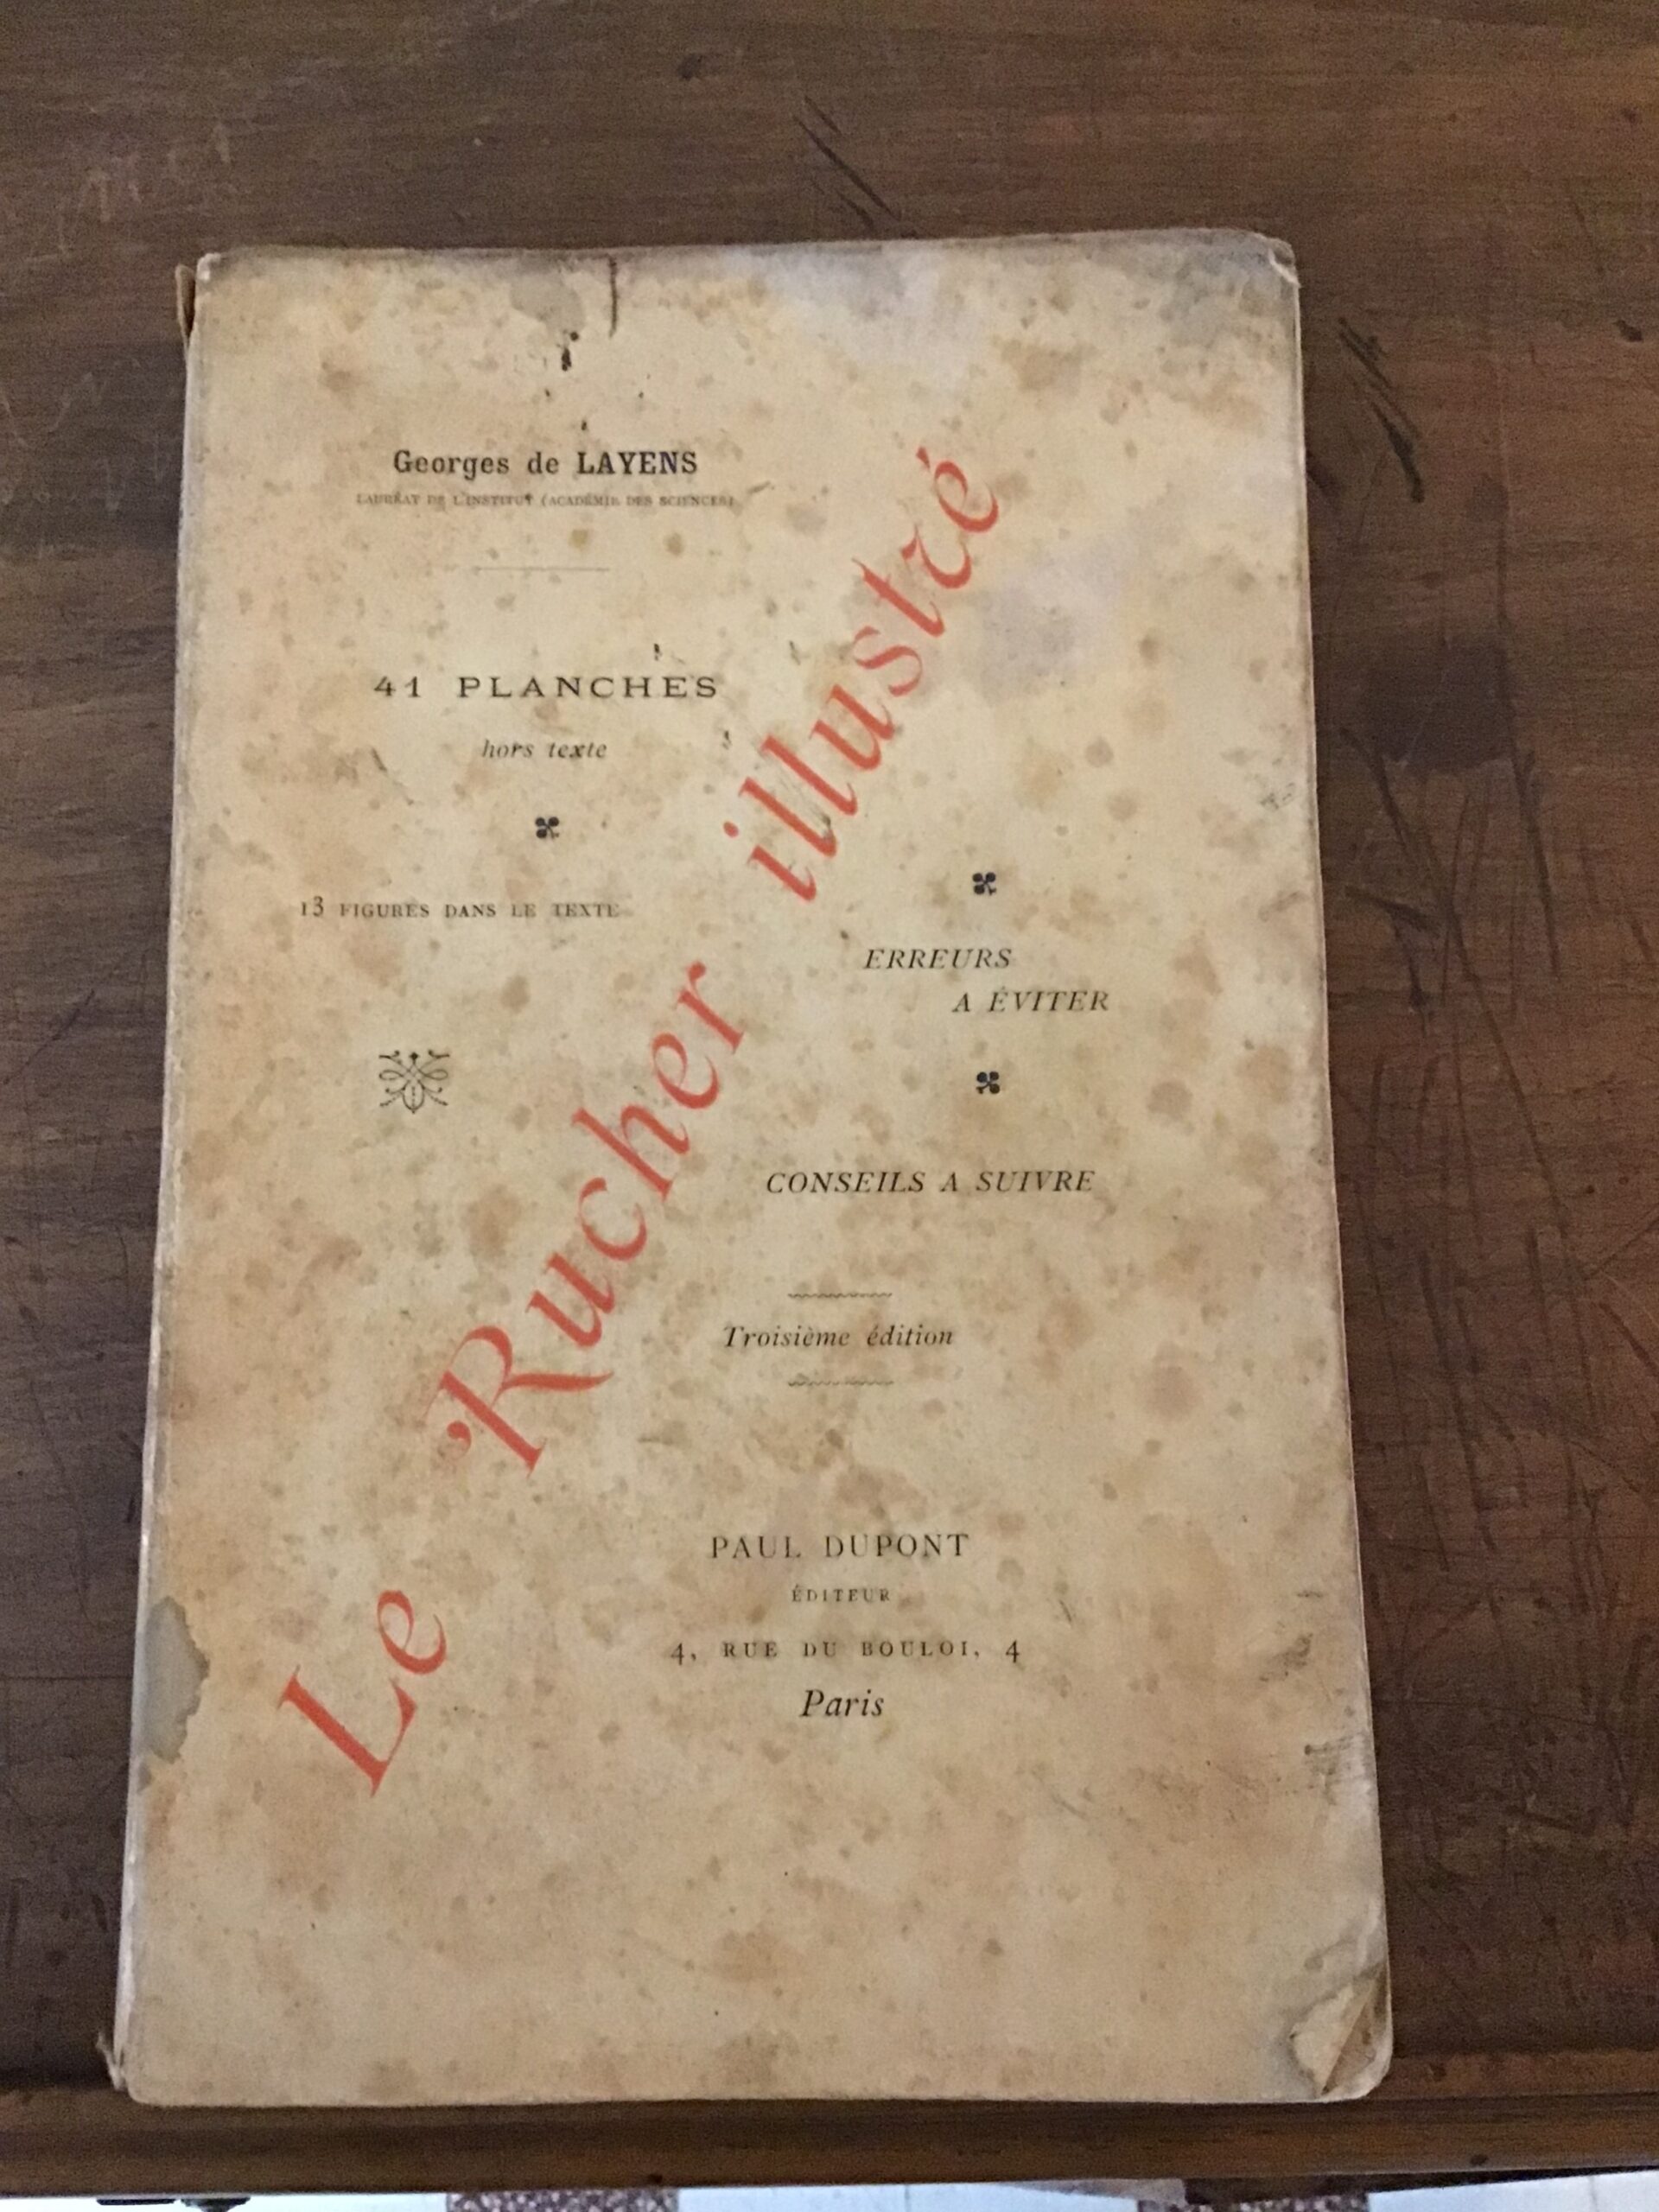 Georges de LAYENS
LAURÉAT DE L'INSTITUT (ACADÉMIE DES SCIENCES)
41 PLANCHES
hors texte
13 FIGURES DANS LE TEXTE
Le Rucher illustré
ERREURS
A ÉVITER
CONSEILS A SUIVRE
Troisième édition
PAUL DUPONT
ÉDITEUR
4, RUE DU BOULOI, 4
Paris